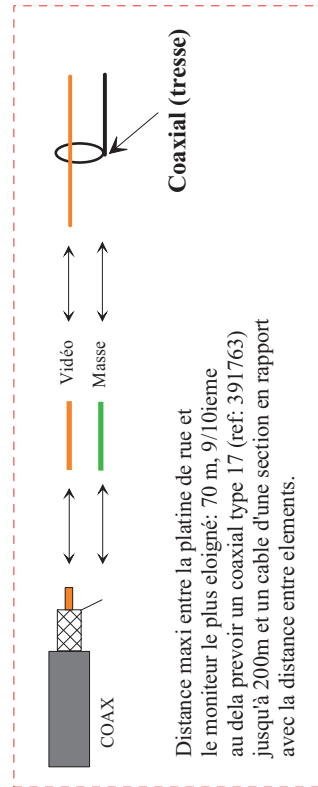 COAX
Vidéo
Masse
Coaxial (tresse)
Distance maxi entre la platine de rue et
le moniteur le plus eloigné: 70 m, 9/10ieme
au dela prevoir un coaxial type 17 (ref: 391763)
jusqu'à 200m et un cable d'une section en rapport
avec la distance entre elements.